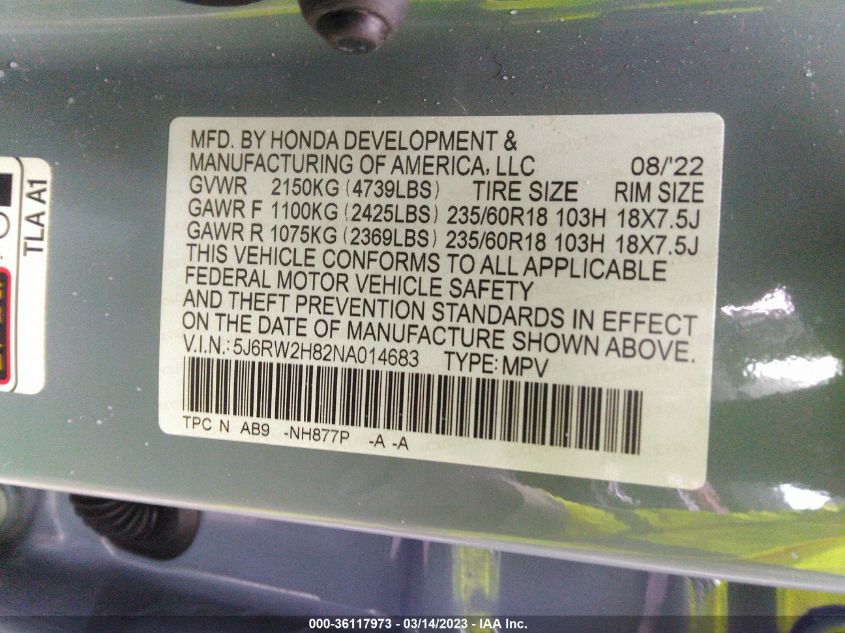 MFD. BY HONDA DEVELOPMENT &
MANUFACTURING OF AMERICA, LLC 08/'22
GVWR 2150KG (4739LBS) TIRE SIZE RIM SIZE
GAWR F 1100KG (2425LBS) 235/60R18 103H 18X7.5J
GAWR R 1075KG (2369LBS) 235/60R18 103H 18X7.5J
THIS VEHICLE CONFORMS TO ALL APPLICABLE
FEDERAL MOTOR VEHICLE SAFETY
AND THEFT PREVENTION STANDARDS IN EFFECT
ON THE DATE OF MANUFACTURE SHOWN ABOVE.
V.I.N.: 5J6RW2H82NA014683 TYPE: MPV
TPC N AB9 -NH877P -A -A
TLA A1
000-36117973 - 03/14/2023 - IAA Inc.